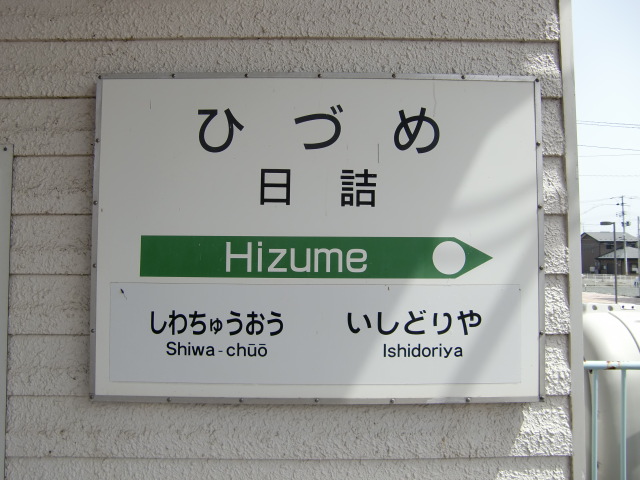 ひづめ
日詰
Hizume
しわちゅうおう いしどりや
Shiwa-chūō Ishidoriya